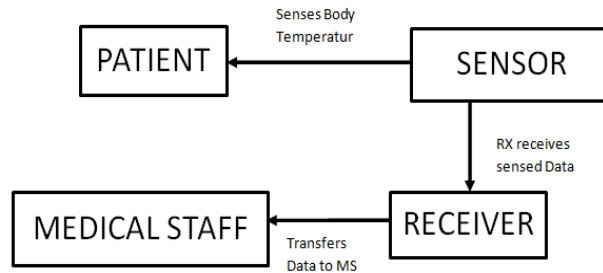 Senses Body
Temperatur
PATIENT
SENSOR
RX receives
sensed Data
MEDICAL STAFF
RECEIVER
Transfers
Data to MS